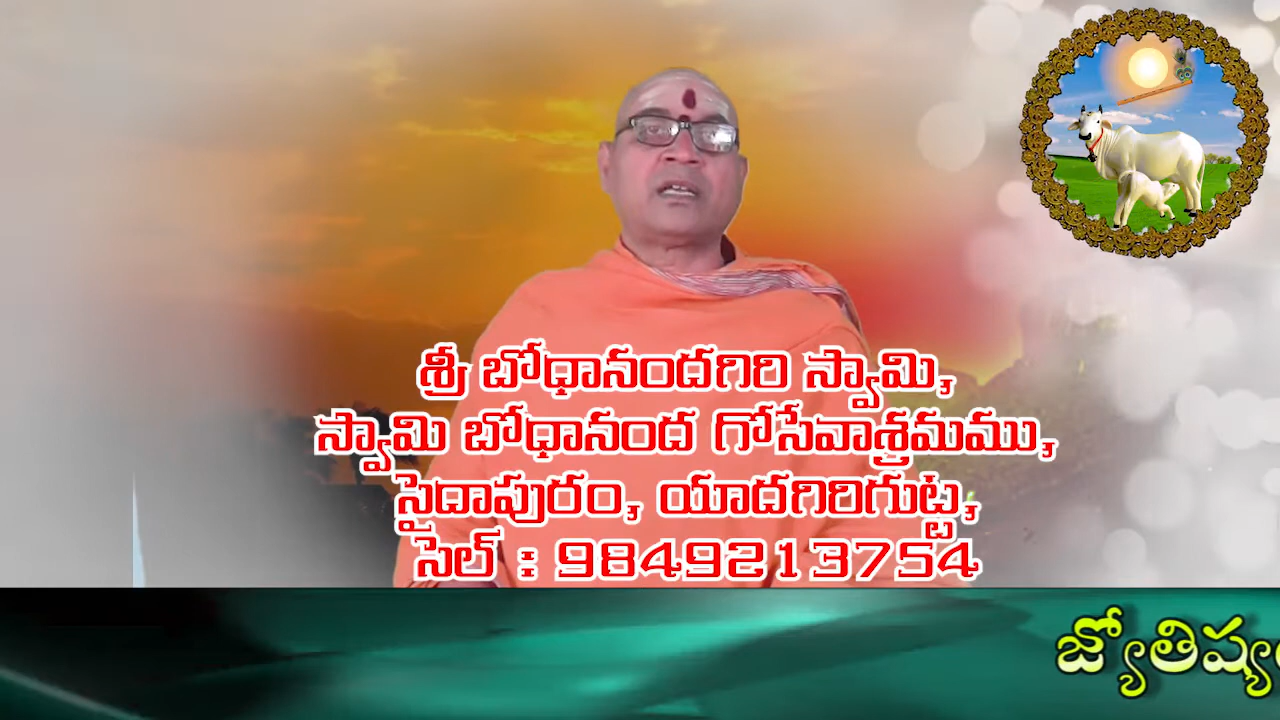 శ్రీ బోధానందగిరి స్వామి,
స్వామి బోధానంద గోసేవాశ్రమము,
సైదాపురం, యాదగిరిగుట్ట,
సెల్ : 9849213754